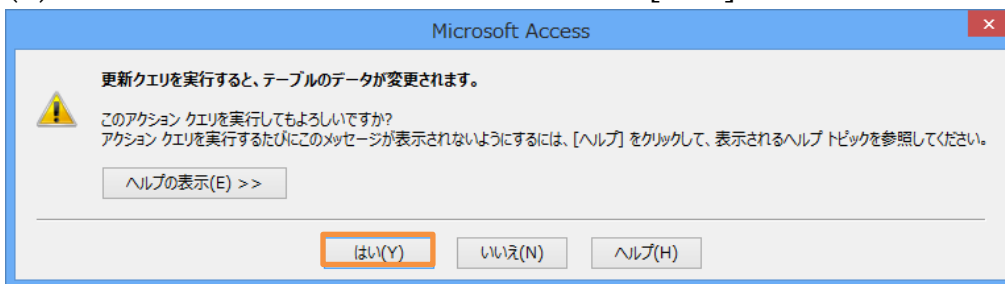 Microsoft Access
更新クエリを実行すると、テーブルのデータが変更されます。
このアクション クエリを実行してもよろしいですか?
アクション クエリを実行するたびにこのメッセージが表示されないようにするには、[ヘルプ] をクリックして、表示されるヘルプ トピックを参照してください。
ヘルプの表示(E) >>
はい(Y) いいえ(N) ヘルプ(H)